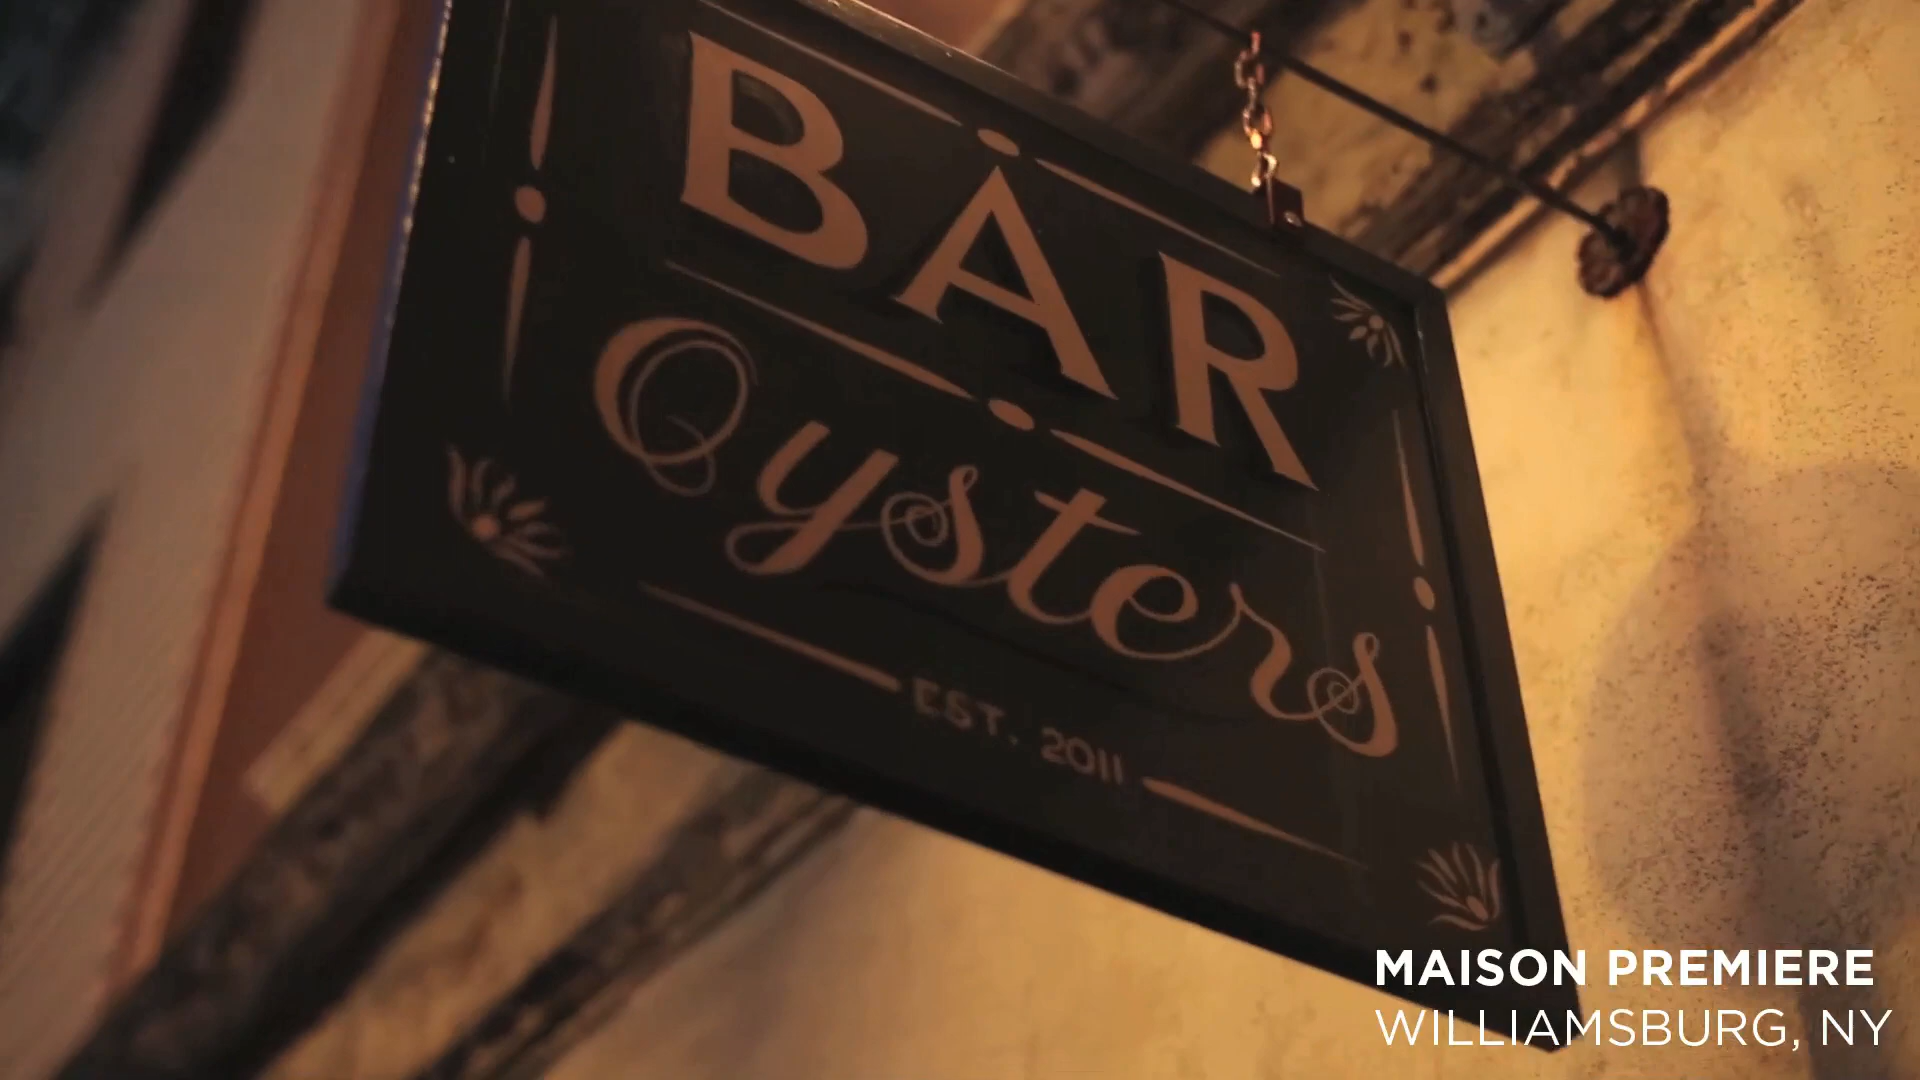 BAR
Oysters
EST. 2011
MAISON PREMIERE
WILLIAMSBURG, NY